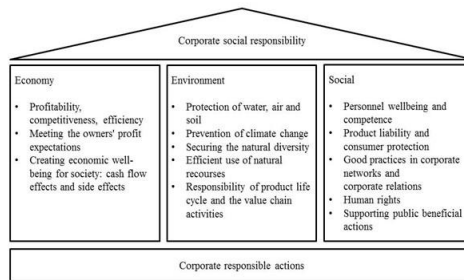 Corporate social responsibility
Economy
• Profitability,
competitiveness, efficiency
• Meeting the owners' profit
expectations
• Creating economic well-
being for society: cash flow
effects and side effects
Environment
• Protection of water, air and
soil
• Prevention of climate change
• Securing the natural diversity
• Efficient use of natural
recourses
• Responsibility of product life
cycle and the value chain
activities
Social
• Personnel wellbeing and
competence
• Product liability and
consumer protection
• Good practices in corporate
networks and
corporate relations
• Human rights
• Supporting public beneficial
actions
Corporate responsible actions